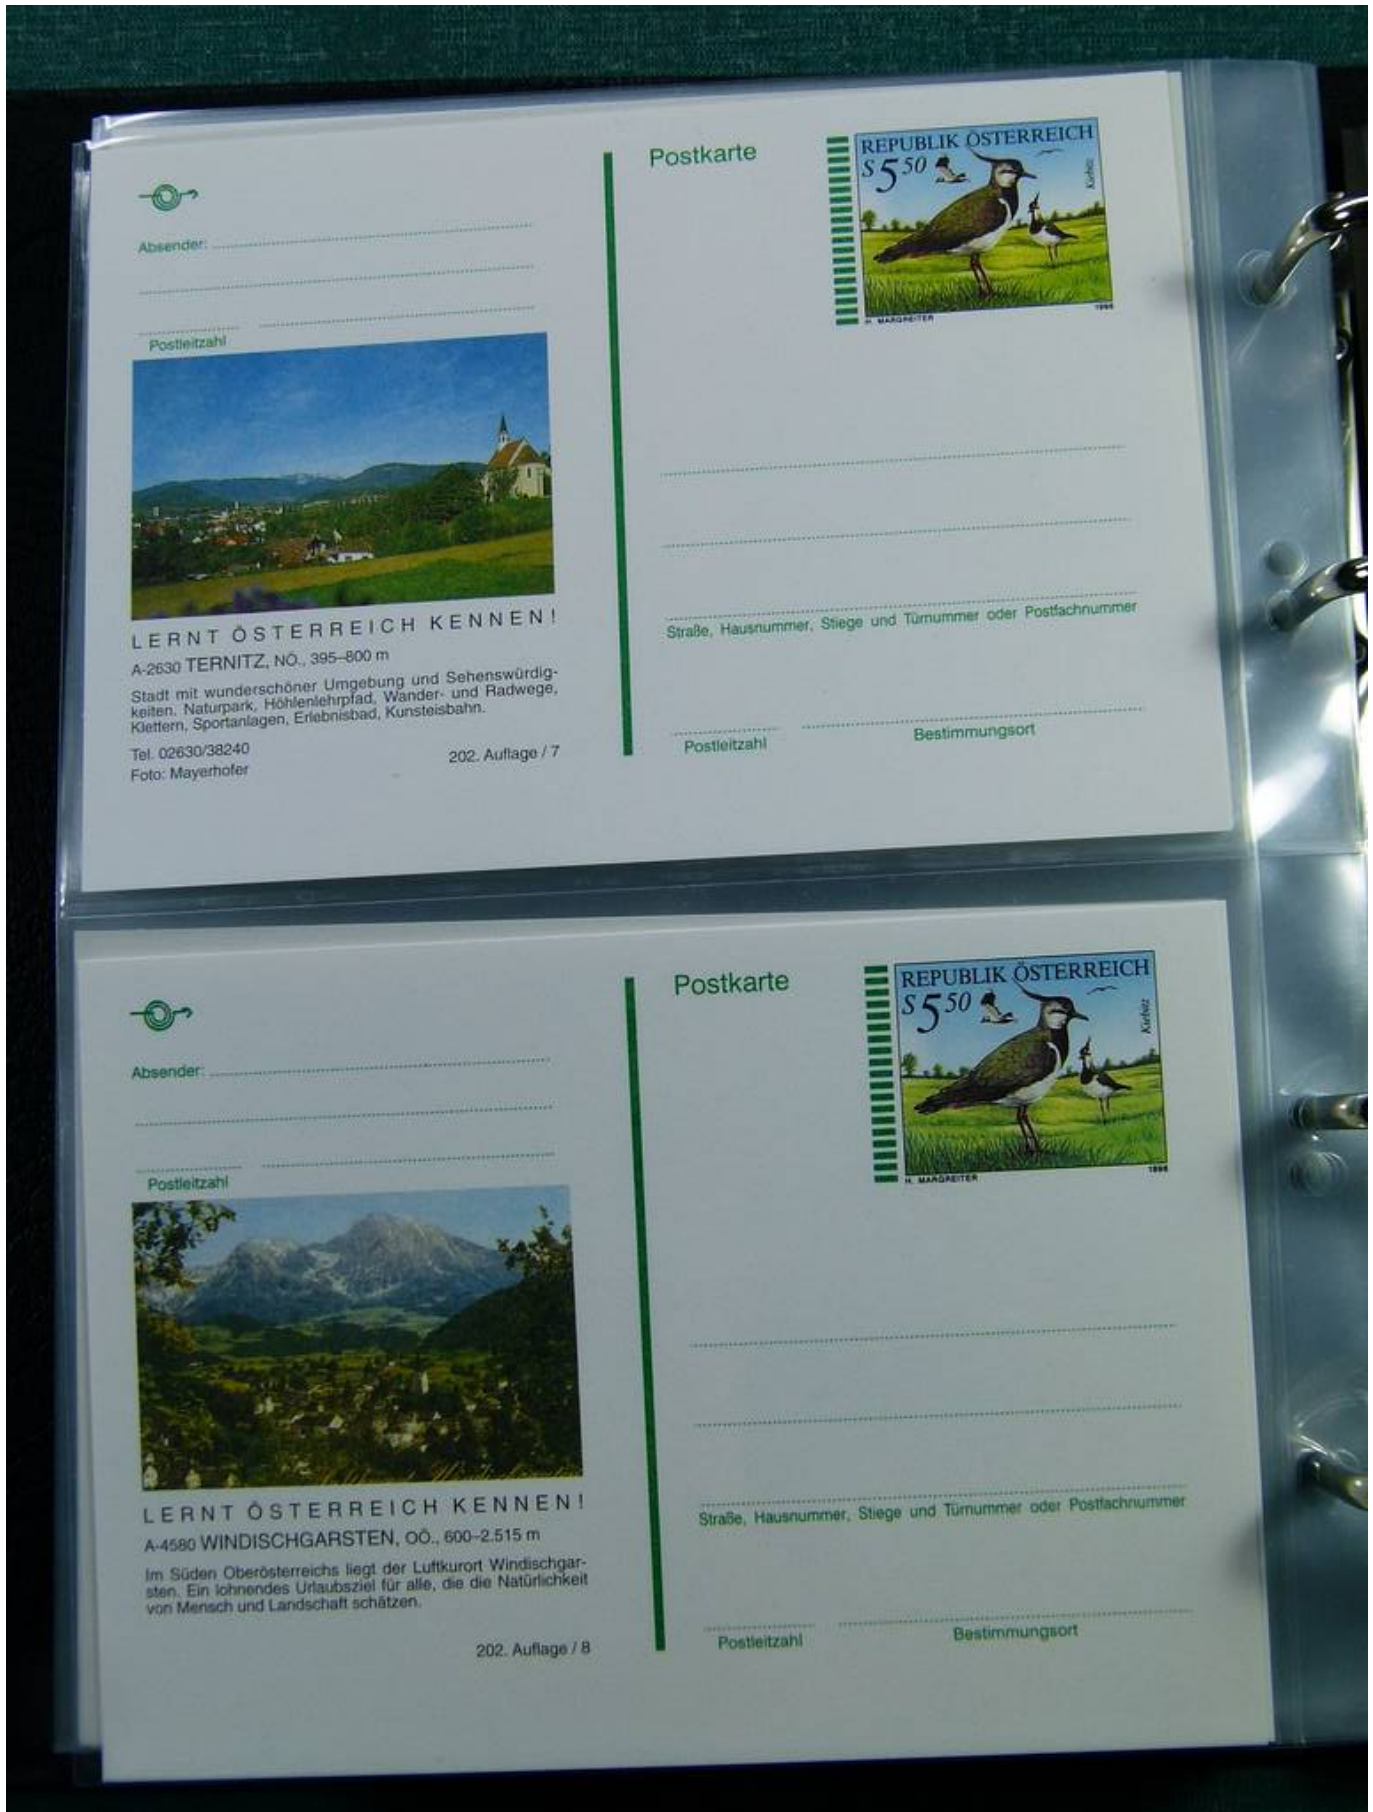 Postkarte
REPUBLIK ÖSTERREICH
S 5 50
Kiebitz
H. MARGREITER
1996
Absender:
Postleitzahl
LERNT ÖSTERREICH KENNEN!
A-2630 TERNITZ, NÖ., 395–800 m
Stadt mit wunderschöner Umgebung und Sehenswürdig-
keiten. Naturpark, Höhlenlehrpfad, Wander- und Radwege,
Klettern, Sportanlagen, Erlebnisbad, Kunsteisbahn.
Tel. 02630/38240
Foto: Mayerhofer
202. Auflage / 7
Straße, Hausnummer, Stiege und Türnummer oder Postfachnummer
Postleitzahl
Bestimmungsort
Postkarte
REPUBLIK ÖSTERREICH
S 5 50
Kiebitz
H. MARGREITER
1996
Absender:
Postleitzahl
LERNT ÖSTERREICH KENNEN!
A-4580 WINDISCHGARSTEN, OÖ., 600–2.515 m
Im Süden Oberösterreichs liegt der Luftkurort Windischgar-
sten. Ein lohnendes Urlaubsziel für alle, die die Natürlichkeit
von Mensch und Landschaft schätzen.
202. Auflage / 8
Straße, Hausnummer, Stiege und Türnummer oder Postfachnummer
Postleitzahl
Bestimmungsort